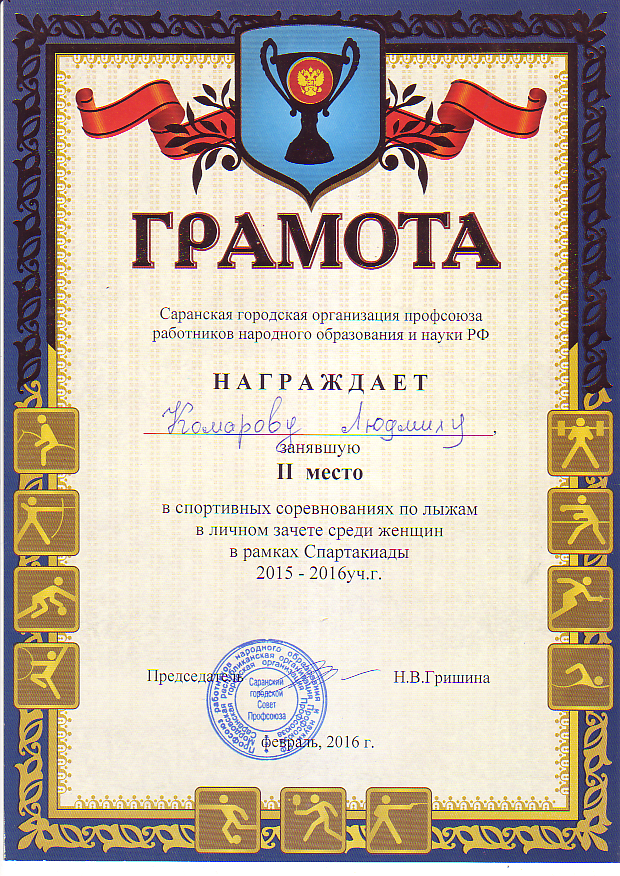 ГРАМОТА
Саранская городская организация профсоюза
работников народного образования и науки РФ
НАГРАЖДАЕТ
Комарову Людмилу,
занявшую
II место
в спортивных соревнованиях по лыжам
в личном зачете среди женщин
в рамках Спартакиады
2015 - 2016уч.г.
Председатель Н.В.Гришина
Саранский
городской
Совет
Профсоюза
февраль, 2016 г.